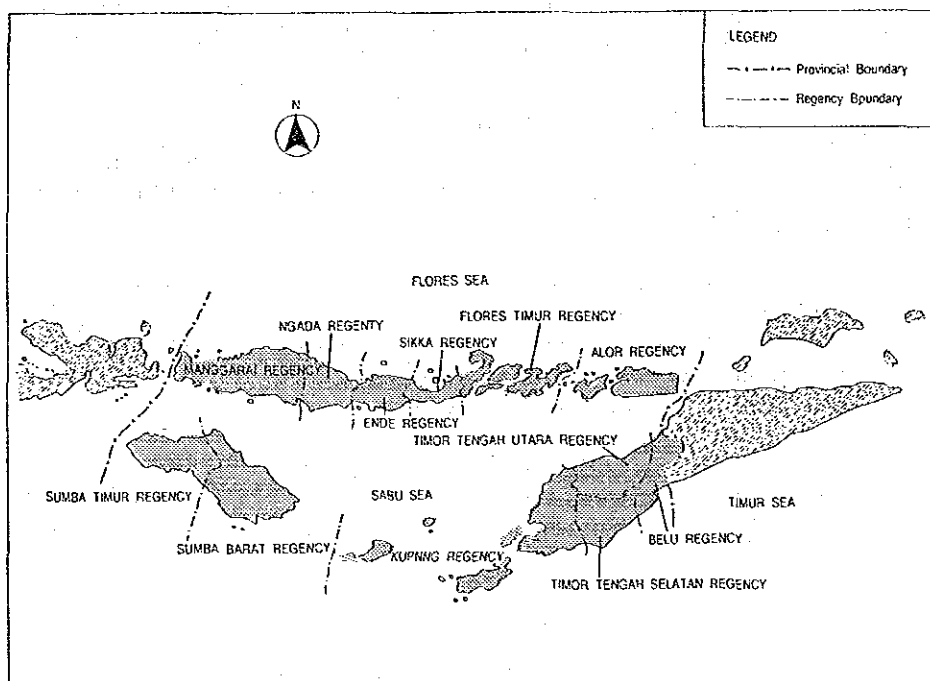 LEGEND
Provincial Boundary
Regency Boundary
N
FLORES SEA
NGADA REGENTY
FLORES TIMUR REGENCY
SIKKA REGENCY
ALOR REGENCY
MANGGARAI REGENCY
ENDE REGENCY
TIMOR TENGAH UTARA REGENCY
SUMBA TIMUR REGENCY
SABU SEA
TIMUR SEA
SUMBA BARAT REGENCY
KUPNNG REGENCY
BELU REGENCY
TIMOR TENGAH SELATAN REGENCY